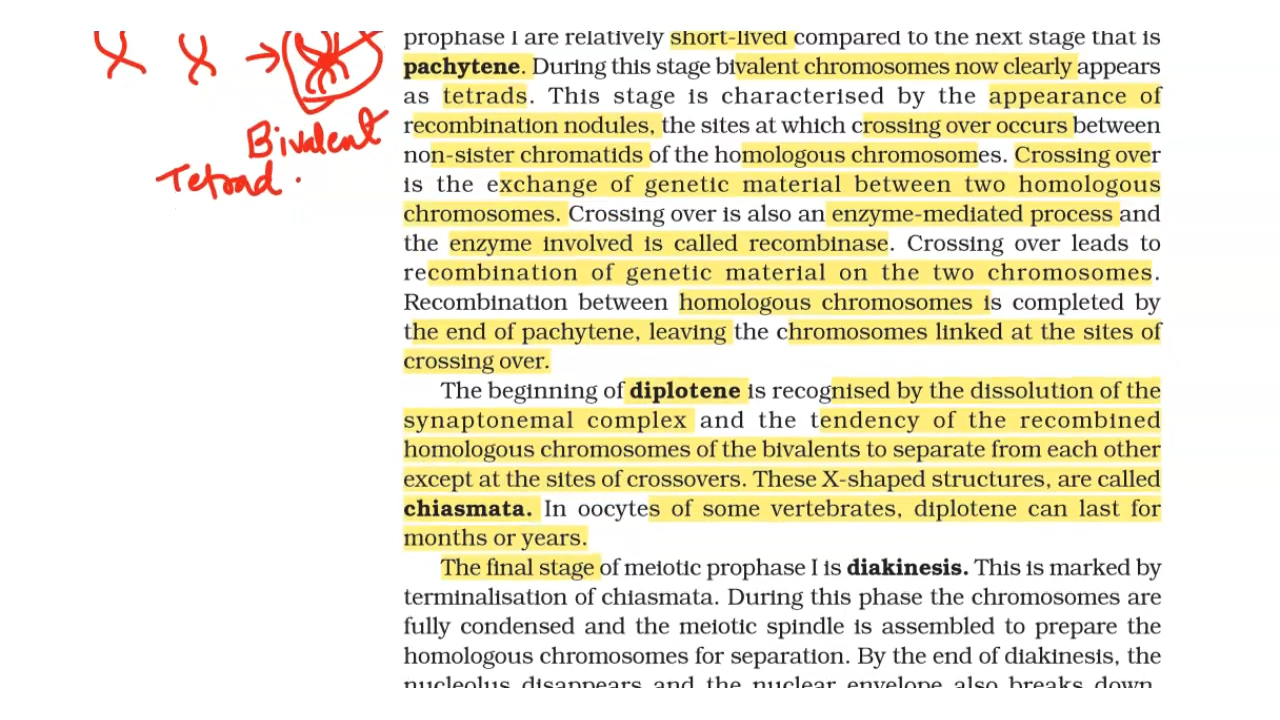 prophase I are relatively short-lived compared to the next stage that is
pachytene. During this stage bivalent chromosomes now clearly appears
as tetrads. This stage is characterised by the appearance of
recombination nodules, the sites at which crossing over occurs between
non-sister chromatids of the homologous chromosomes. Crossing over
is the exchange of genetic material between two homologous
chromosomes. Crossing over is also an enzyme-mediated process and
the enzyme involved is called recombinase. Crossing over leads to
recombination of genetic material on the two chromosomes.
Recombination between homologous chromosomes is completed by
the end of pachytene, leaving the chromosomes linked at the sites of
crossing over.
The beginning of diplotene is recognised by the dissolution of the
synaptonemal complex and the tendency of the recombined
homologous chromosomes of the bivalents to separate from each other
except at the sites of crossovers. These X-shaped structures, are called
chiasmata. In oocytes of some vertebrates, diplotene can last for
months or years.
The final stage of meiotic prophase I is diakinesis. This is marked by
terminalisation of chiasmata. During this phase the chromosomes are
fully condensed and the meiotic spindle is assembled to prepare the
homologous chromosomes for separation. By the end of diakinesis, the
nucleolus disappears and the nuclear envelope also breaks down.
Bivalent
Tetrad.